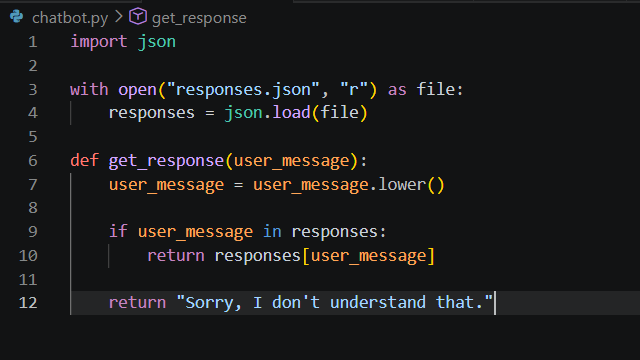 chatbot.py > get_response
1 import json
2
3 with open("responses.json", "r") as file:
4     responses = json.load(file)
5
6 def get_response(user_message):
7     user_message = user_message.lower()
8
9     if user_message in responses:
10         return responses[user_message]
11
12     return "Sorry, I don't understand that."